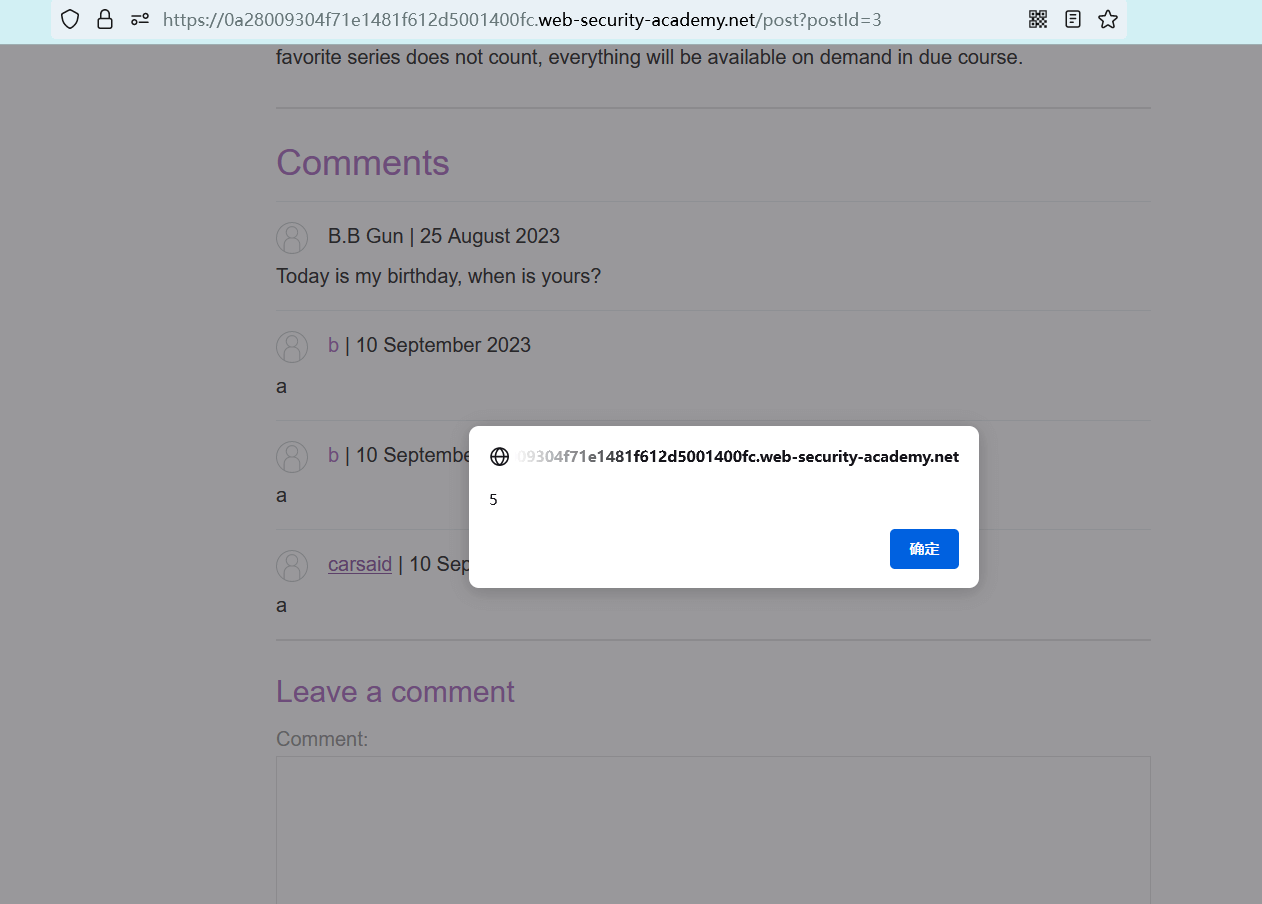 https://0a28009304f71e1481f612d5001400fc.web-security-academy.net/post?postId=3
favorite series does not count, everything will be available on demand in due course.
Comments
B.B Gun | 25 August 2023
Today is my birthday, when is yours?
b | 10 September 2023
a
09304f71e1481f612d5001400fc.web-security-academy.net
b | 10 Septembe
5
a
确定
carsaid | 10 Sep
a
Leave a comment
Comment: